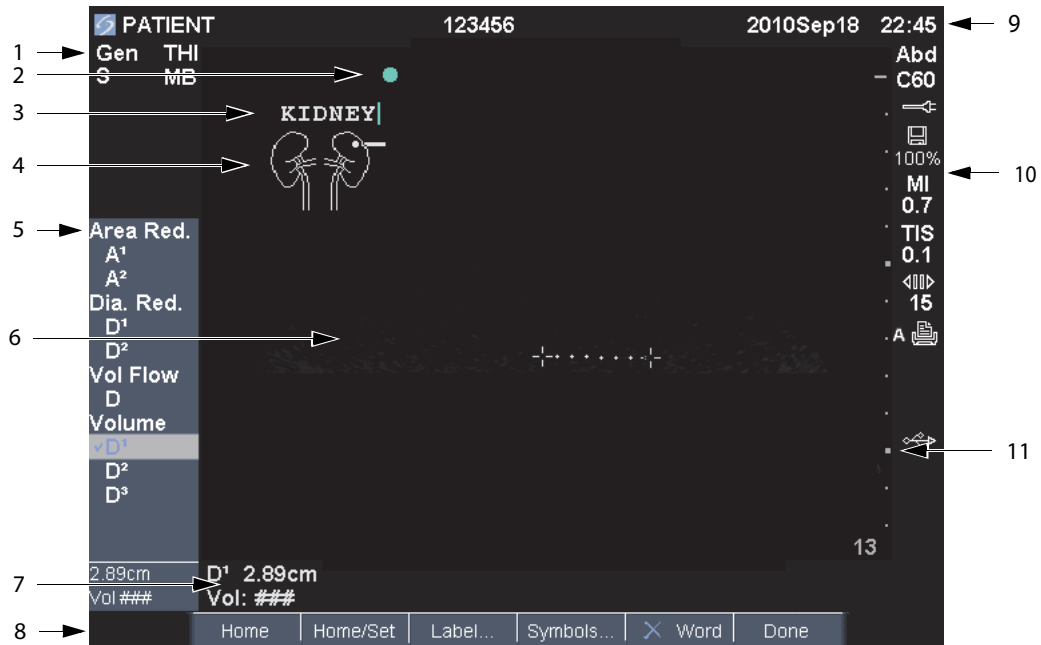 PATIENT 123456 2010Sep18 22:45 9
1 Gen THI Abd
2 S MB C60
3 KIDNEY
4 100% 10
MI
0.7
5 Area Red. TIS
A¹ 0.1
A²
Dia. Red. 15
D¹
6 D² A
Vol Flow
D
Volume
✓D¹ 11
D²
D³
13
2.89cm D¹ 2.89cm
7
Vol ### Vol: ###
8 Home Home/Set Label... Symbols... X Word Done